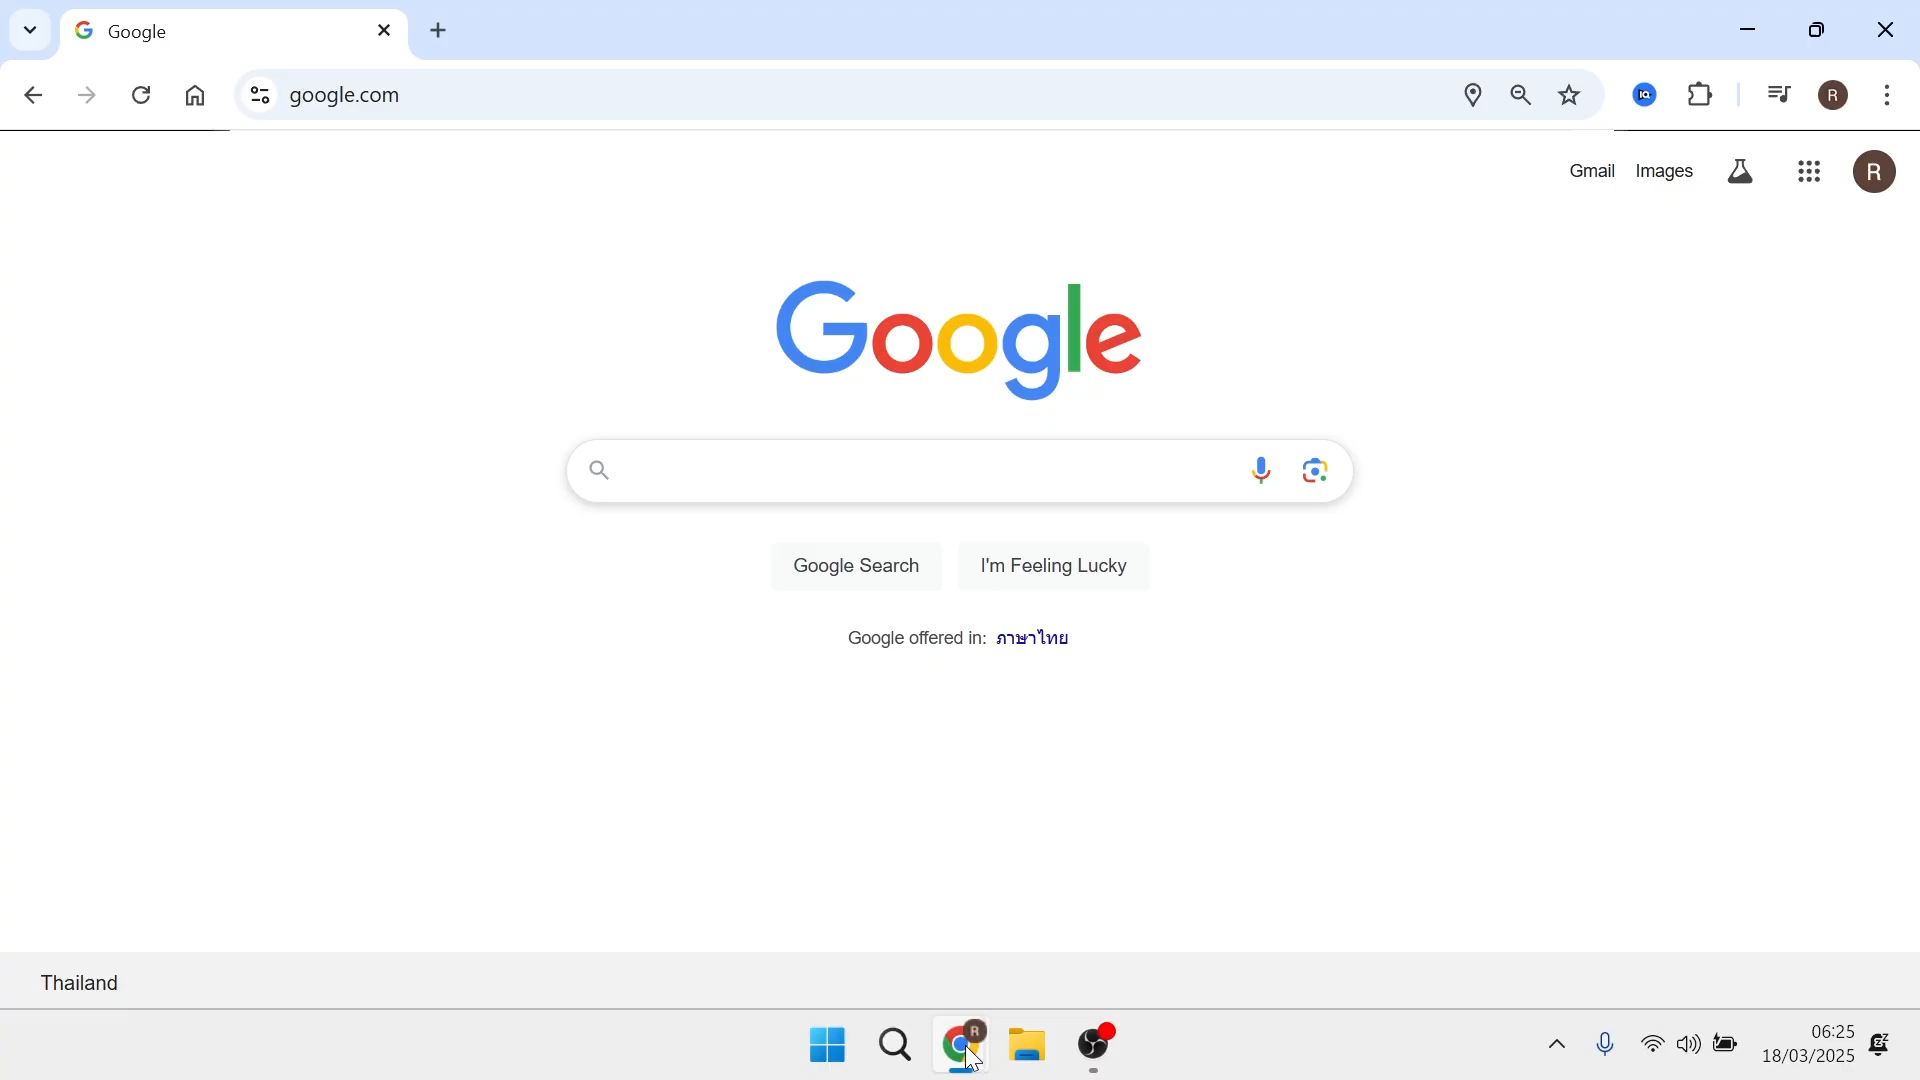 Google
google.com
R
Gmail Images
R
Google
Google Search I'm Feeling Lucky
Google offered in: ภาษาไทย
Thailand
R
06:25
18/03/2025